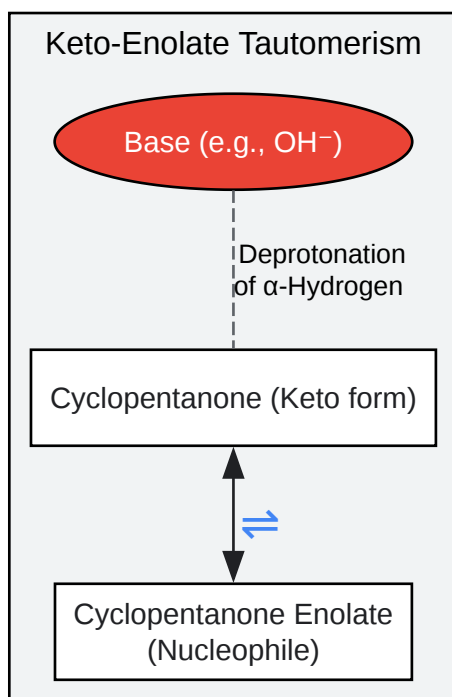 Keto-Enolate Tautomerism
Base (e.g., OH⁻)
Deprotonation
of α-Hydrogen
Cyclopentanone (Keto form)
⇌
Cyclopentanone Enolate
(Nucleophile)